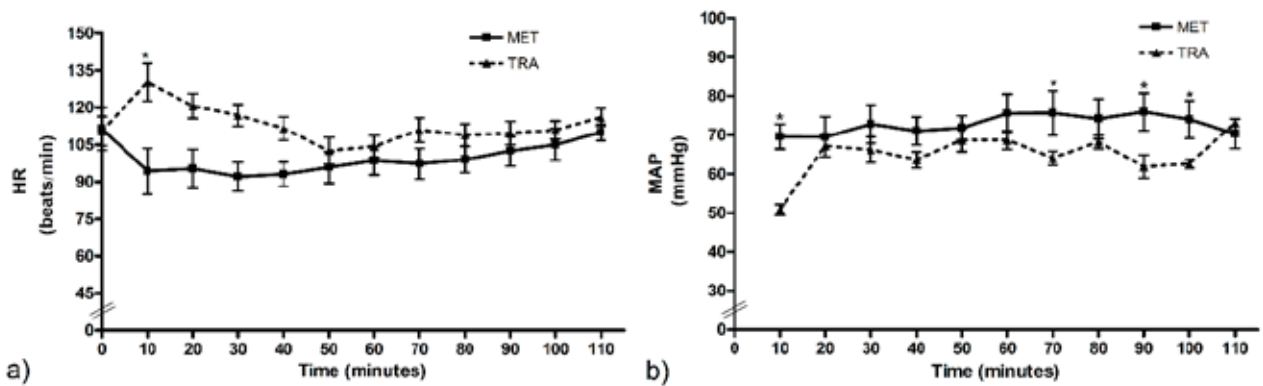 150
135
120
105
90
75
60
45
0
HR
(beats/min)
*
MET
TRA
0 10 20 30 40 50 60 70 80 90 100 110
Time (minutes)
a)
100
90
80
70
60
50
40
30
0
MAP
(mmHg)
* * * *
MET
TRA
0 10 20 30 40 50 60 70 80 90 100 110
Time (minutes)
b)